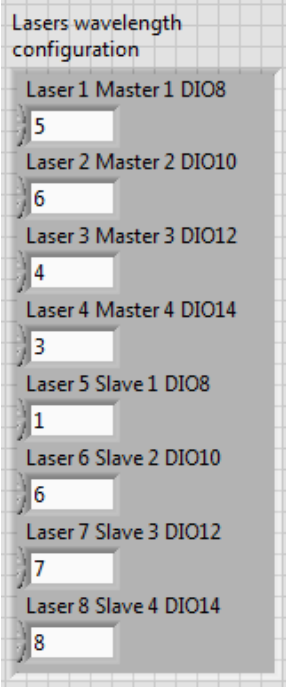 Lasers wavelength
configuration
Laser 1 Master 1 DIO8
5
Laser 2 Master 2 DIO10
6
Laser 3 Master 3 DIO12
4
Laser 4 Master 4 DIO14
3
Laser 5 Slave 1 DIO8
1
Laser 6 Slave 2 DIO10
6
Laser 7 Slave 3 DIO12
7
Laser 8 Slave 4 DIO14
8